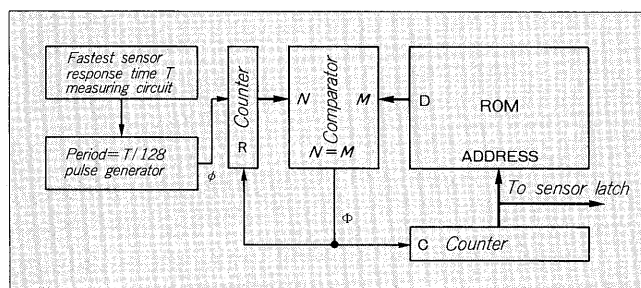 Fastest sensor
response time T
measuring circuit
Period=T/128
pulse generator
φ
Counter
R
N
Comparator
M
N=M
Φ
D
ROM
ADDRESS
To sensor latch
C Counter